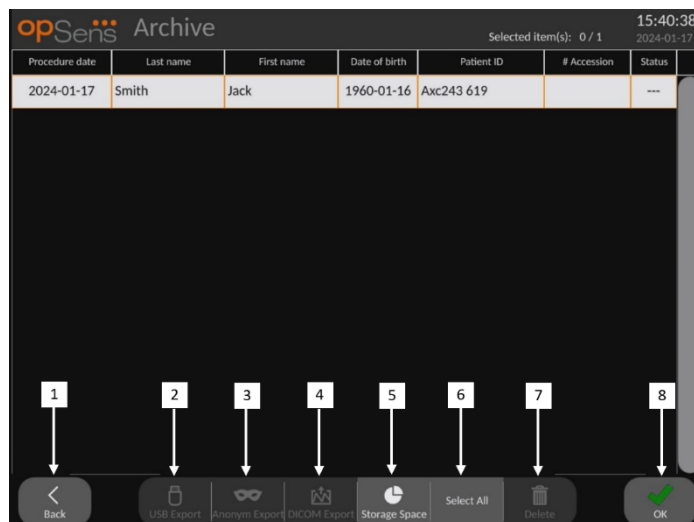 opSens Archive
Selected item(s): 0 / 1
15:40:38
2024-01-17
Procedure date Last name First name Date of birth Patient ID # Accession Status
2024-01-17 Smith Jack 1960-01-16 Axc243 619 ---
1 2 3 4 5 6 7 8
Back USB Export Anonym Export DICOM Export Storage Space Select All Delete OK